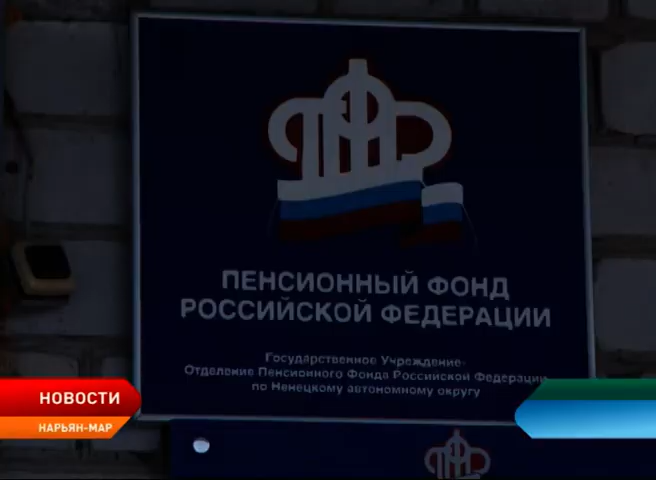 ПЕНСИОННЫЙ ФОНД
РОССИЙСКОЙ ФЕДЕРАЦИИ
Государственное Учреждение-
Отделение Пенсионного Фонда Российской Федерации
по Ненецкому автономному округу
НОВОСТИ
НАРЬЯН-МАР